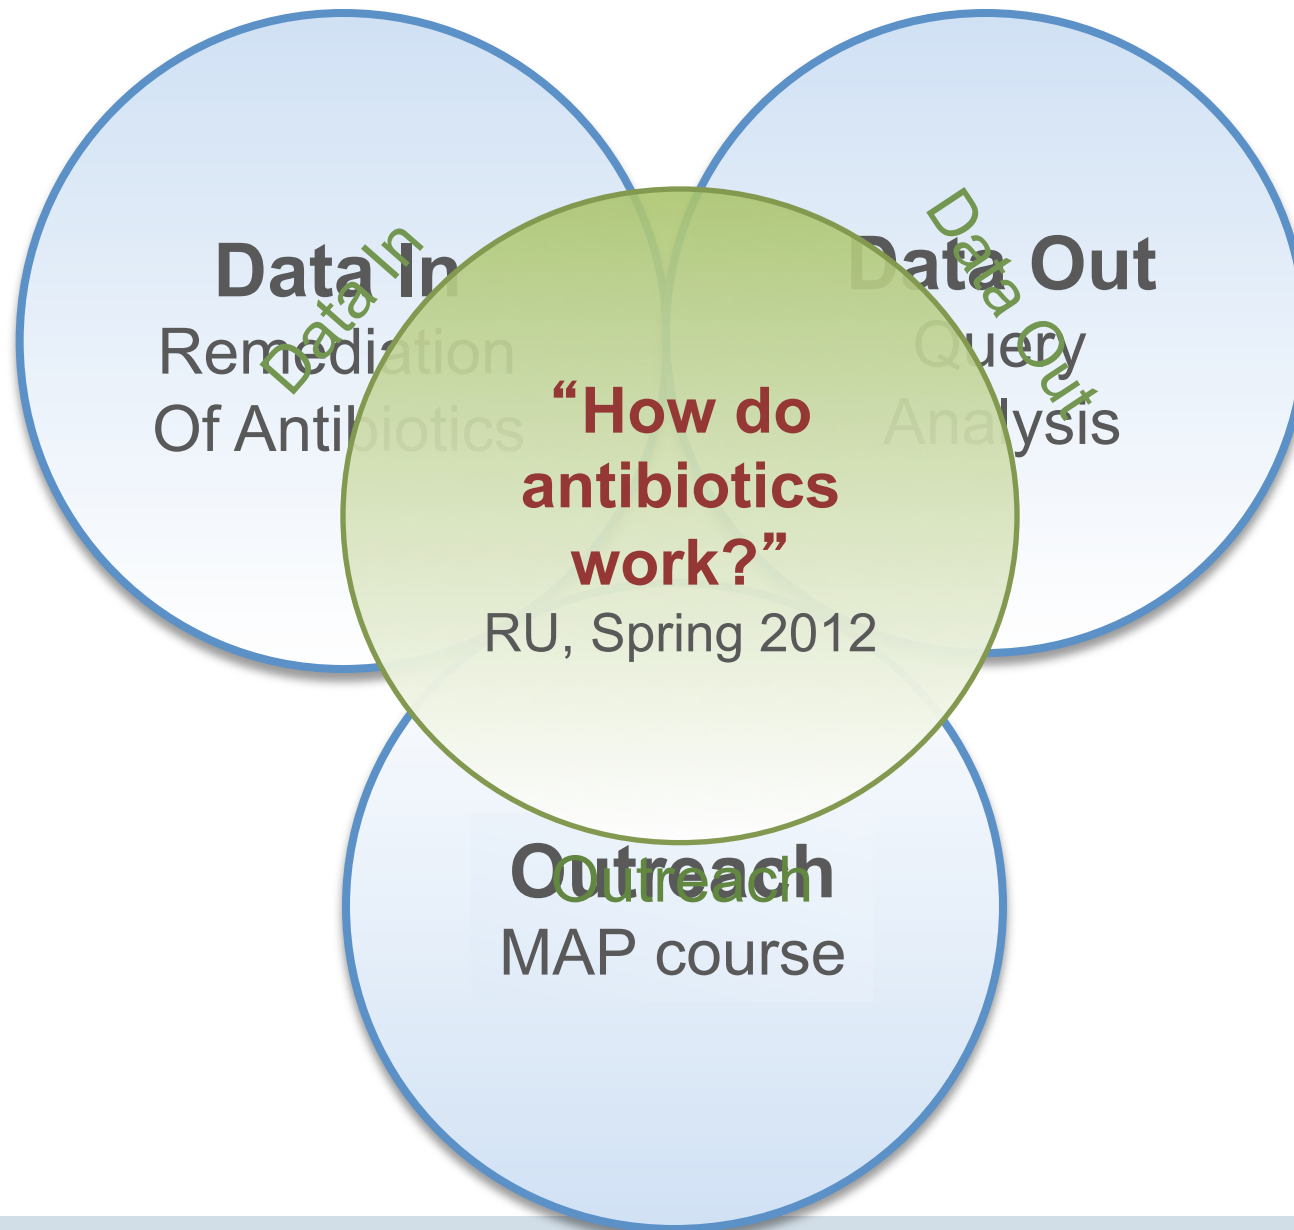 Data In
Remediation
Of Antibiotics
Data In
Data Out
Query
Analysis
Data Out
“How do
antibiotics
work?”
RU, Spring 2012
Outreach
Outreach
MAP course